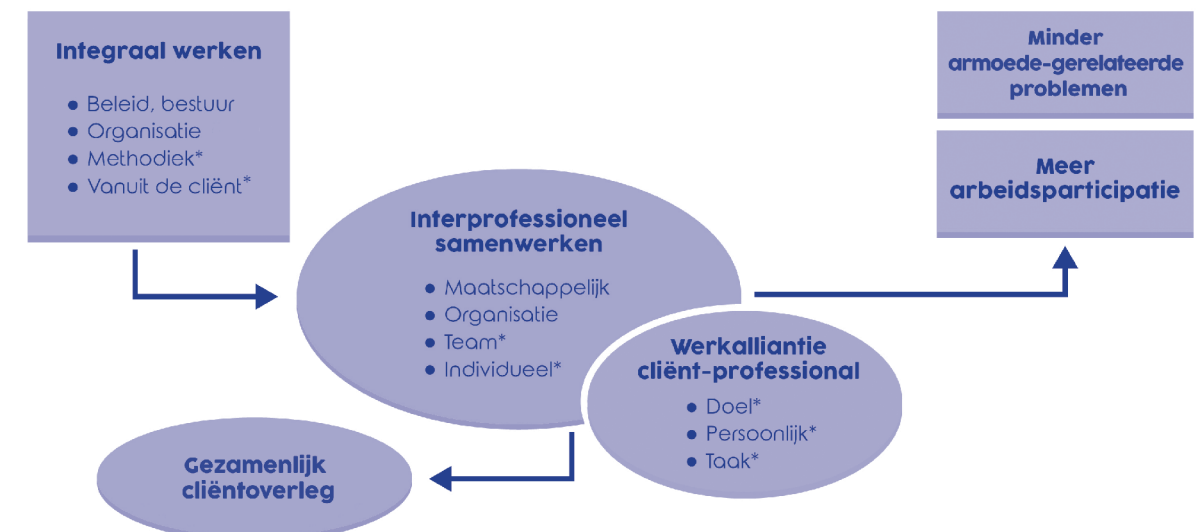 Integraal werken
• Beleid, bestuur
• Organisatie
• Methodiek*
• Vanuit de cliënt*
Minder
armoede-gerelateerde
problemen
Meer
arbeidsparticipatie
Interprofessioneel
samenwerken
• Maatschappelijk
• Organisatie
• Team*
• Individueel*
Werkalliantie
cliënt-professional
• Doel*
• Persoonlijk*
• Taak*
Gezamenlijk
cliëntoverleg